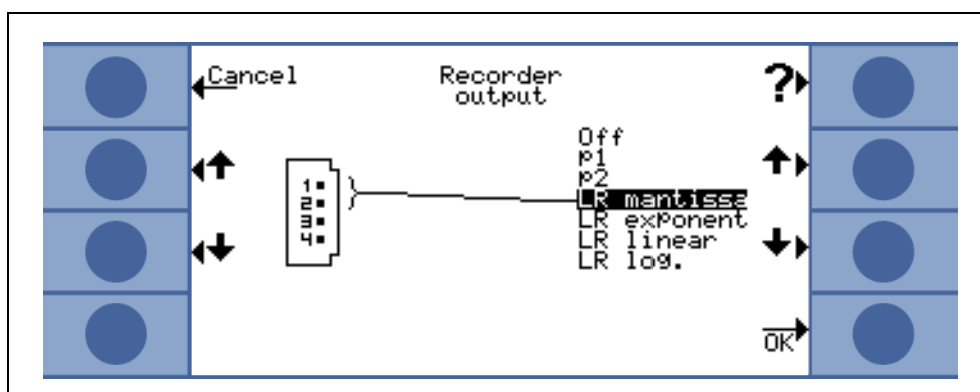 Cancel
Recorder
output
?
Off
p1
p2
LR mantissa
LR exponent
LR linear
LR log.
1
2
3
4
OK